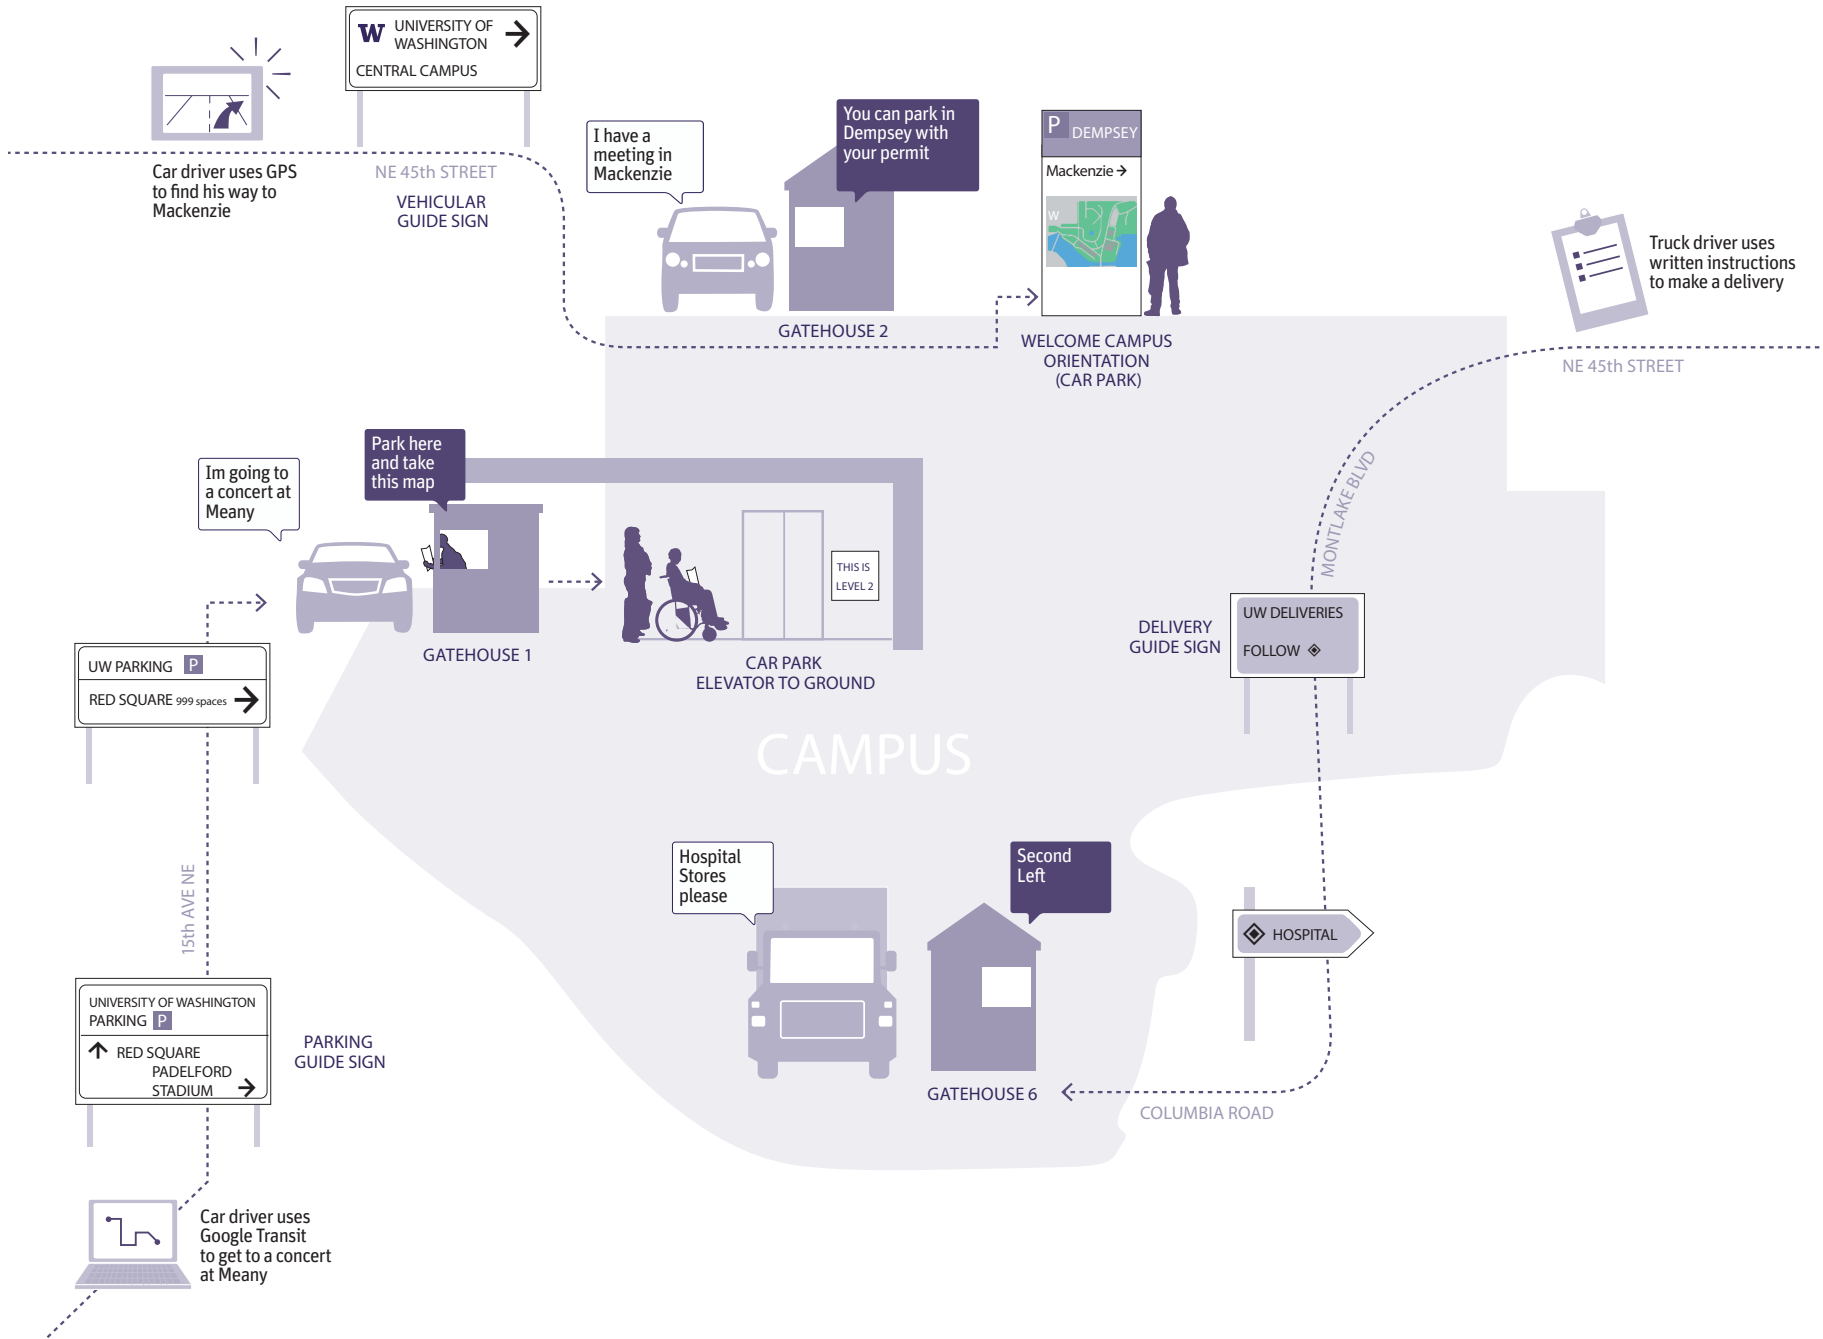 W
UNIVERSITY OF
WASHINGTON
CENTRAL CAMPUS
Car driver uses GPS
to find his way to
Mackenzie
NE 45th STREET
VEHICULAR
GUIDE SIGN
I have a
meeting in
Mackenzie
You can park in
Dempsey with
your permit
GATEHOUSE 2
P DEMPSEY
Mackenzie
W
WELCOME CAMPUS
ORIENTATION
(CAR PARK)
Truck driver uses
written instructions
to make a delivery
NE 45th STREET
MONTLAKE BLVD
Im going to
a concert at
Meany
Park here
and take
this map
GATEHOUSE 1
THIS IS
LEVEL 2
CAR PARK
ELEVATOR TO GROUND
UW PARKING P
RED SQUARE 999 spaces
DELIVERY
GUIDE SIGN
UW DELIVERIES
FOLLOW
CAMPUS
15th AVE NE
Hospital
Stores
please
Second
Left
GATEHOUSE 6
HOSPITAL
COLUMBIA ROAD
UNIVERSITY OF WASHINGTON
PARKING P
RED SQUARE
PADELFORD
STADIUM
PARKING
GUIDE SIGN
Car driver uses
Google Transit
to get to a concert
at Meany